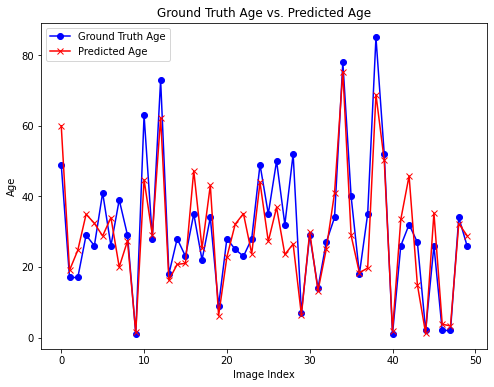 Ground Truth Age vs. Predicted Age
Ground Truth Age
Predicted Age
80
60
40
20
0
Age
0 10 20 30 40 50
Image Index